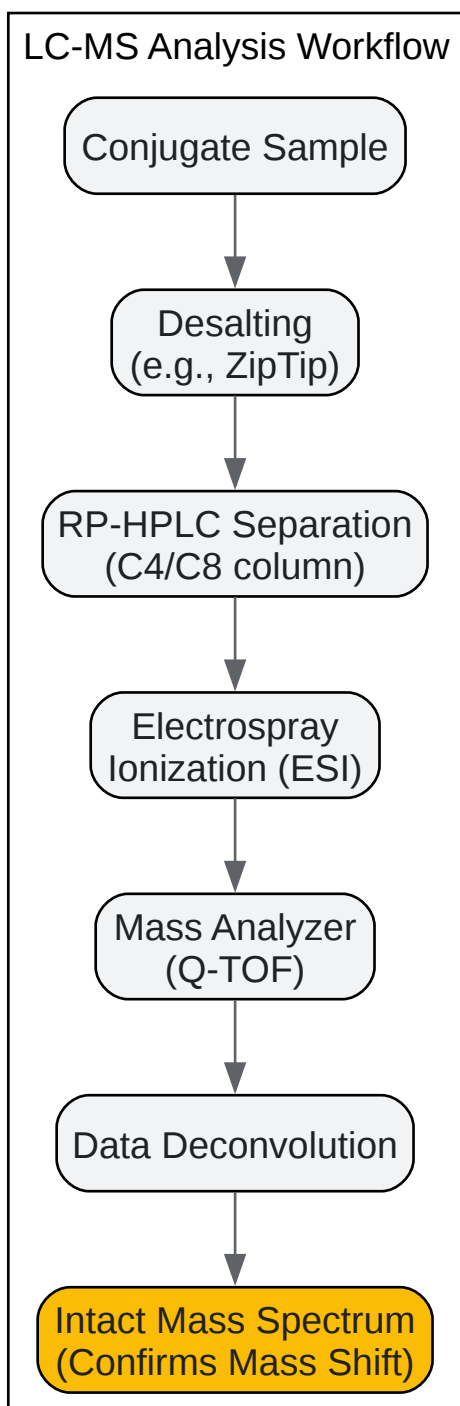 LC-MS Analysis Workflow
Conjugate Sample
Desalting
(e.g., ZipTip)
RP-HPLC Separation
(C4/C8 column)
Electrospray
Ionization (ESI)
Mass Analyzer
(Q-TOF)
Data Deconvolution
Intact Mass Spectrum
(Confirms Mass Shift)